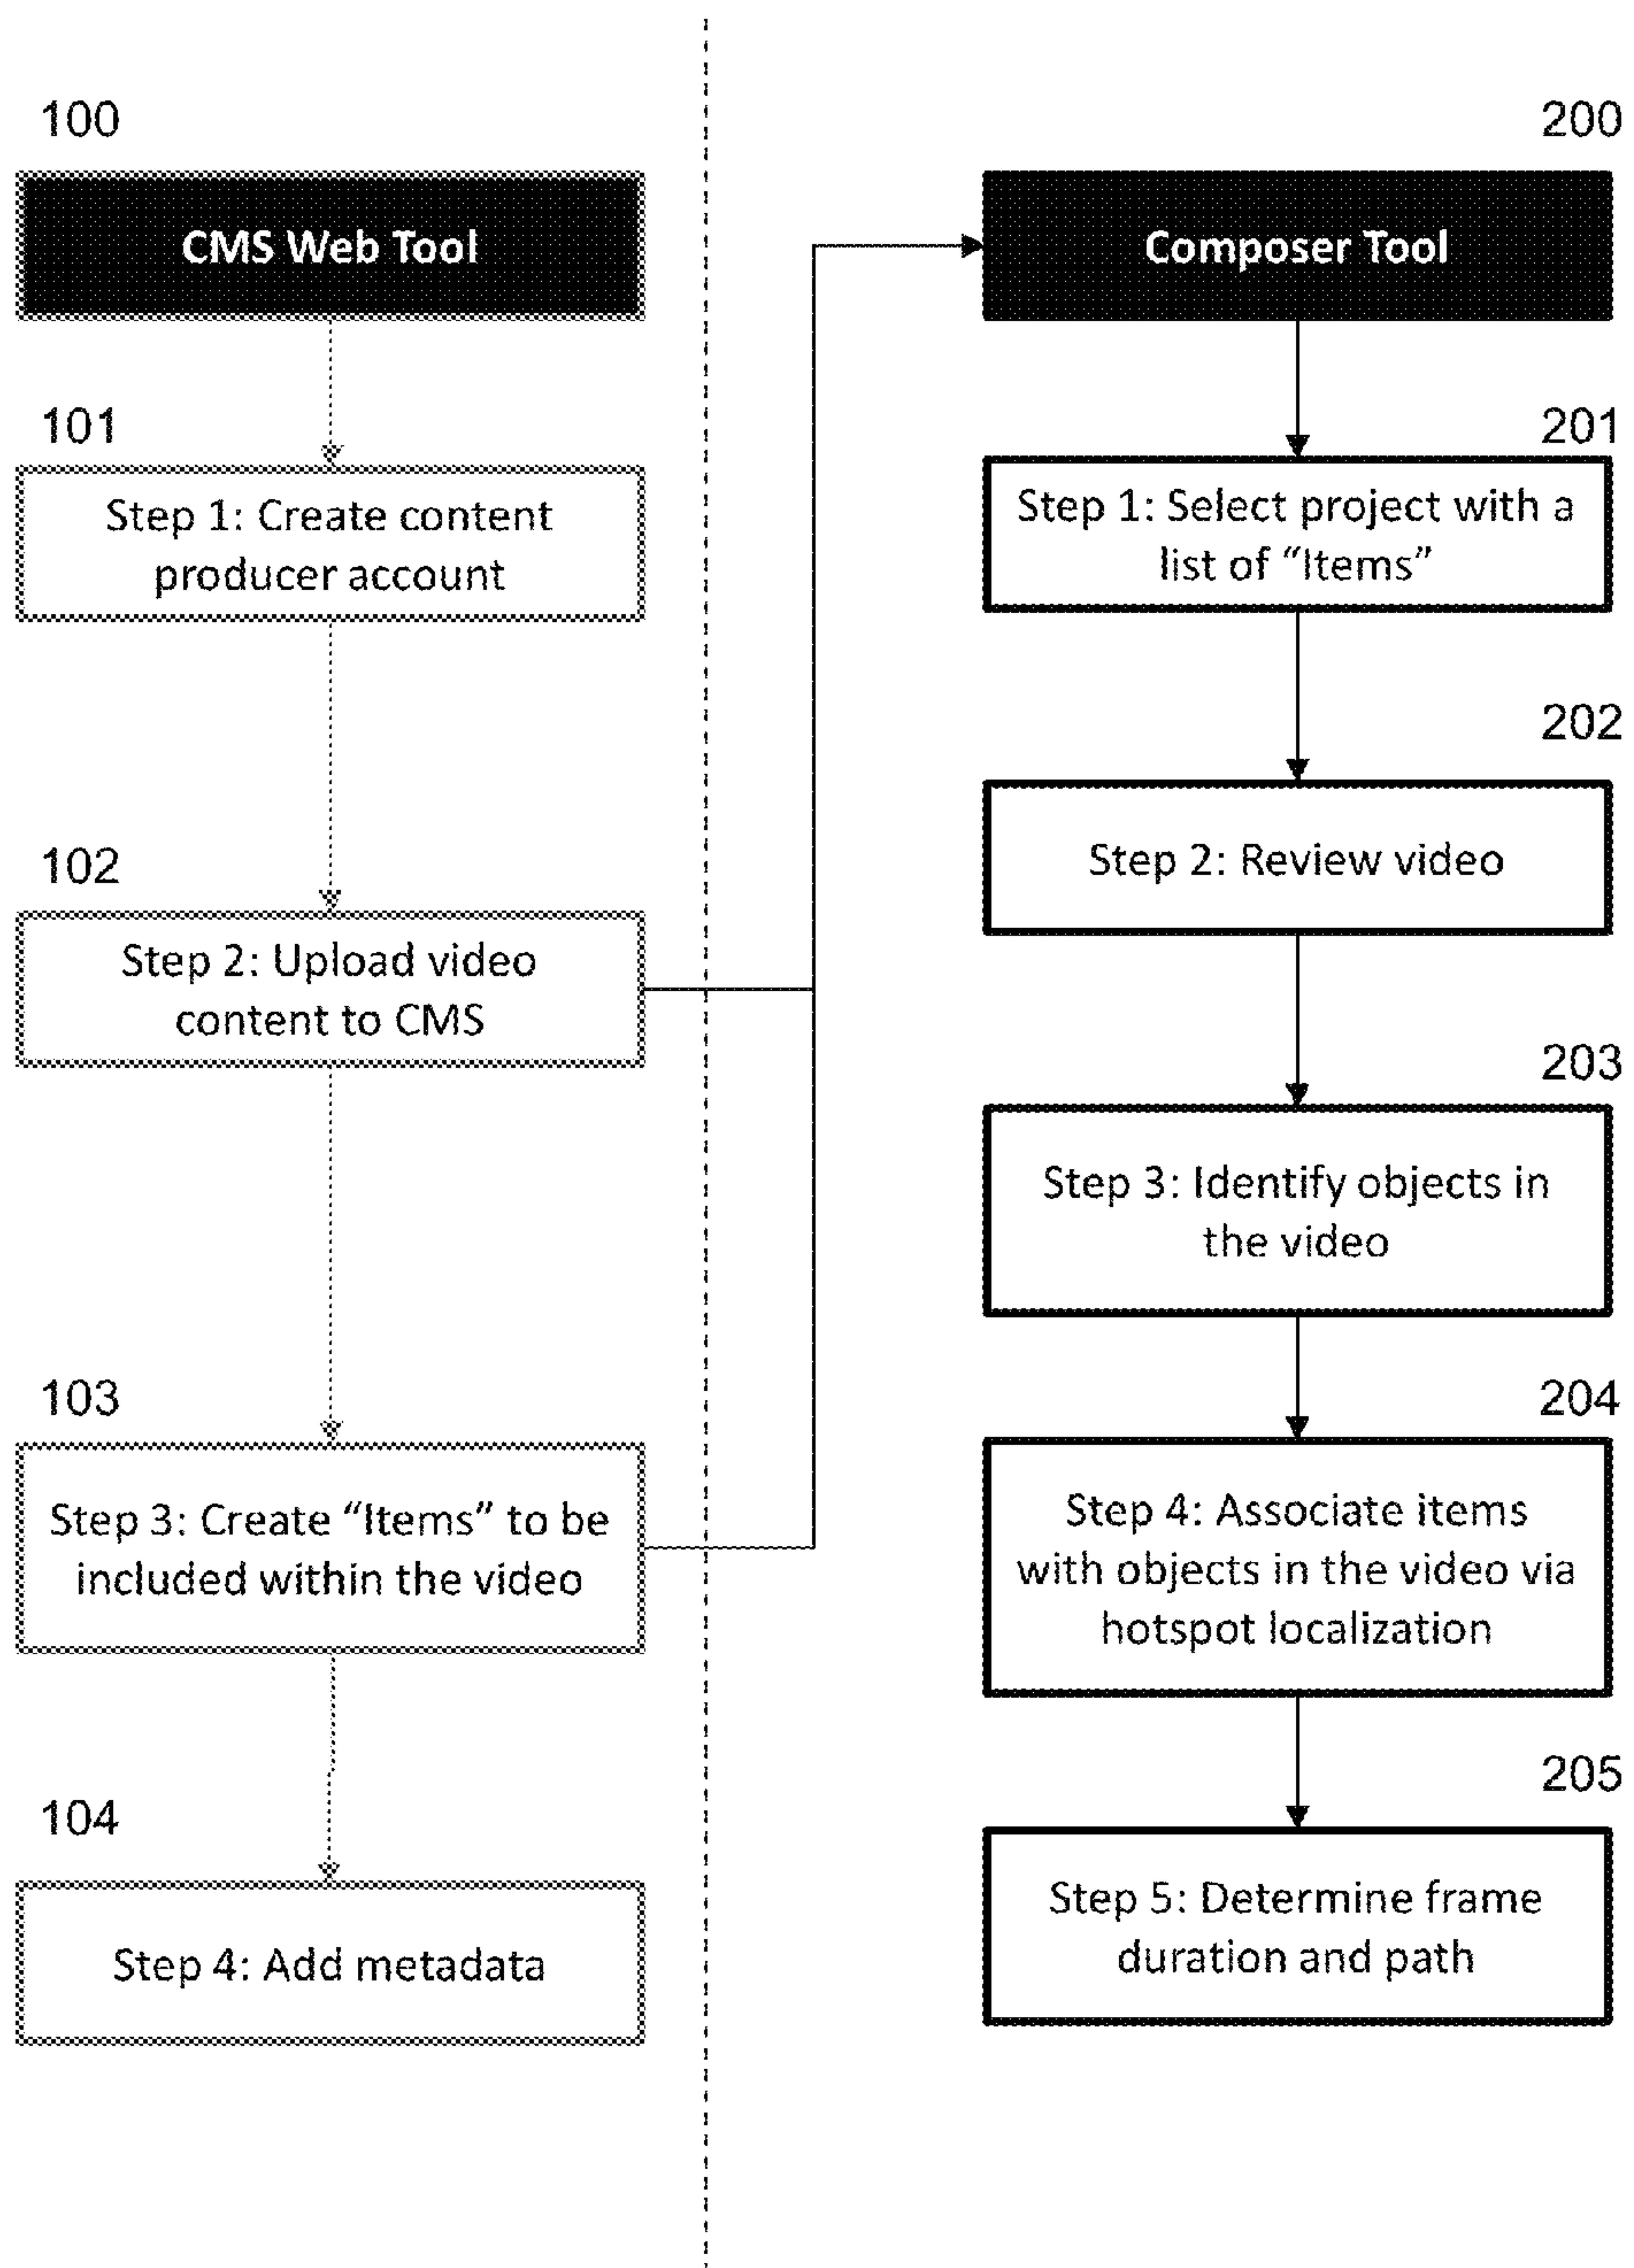 100
CMS Web Tool
101
Step 1: Create content
producer account
102
Step 2: Upload video
content to CMS
103
Step 3: Create “Items” to be
included within the video
104
Step 4: Add metadata
200
Composer Tool
201
Step 1: Select project with a
list of “Items”
202
Step 2: Review video
203
Step 3: Identify objects in
the video
204
Step 4: Associate items
with objects in the video via
hotspot localization
205
Step 5: Determine frame
duration and path